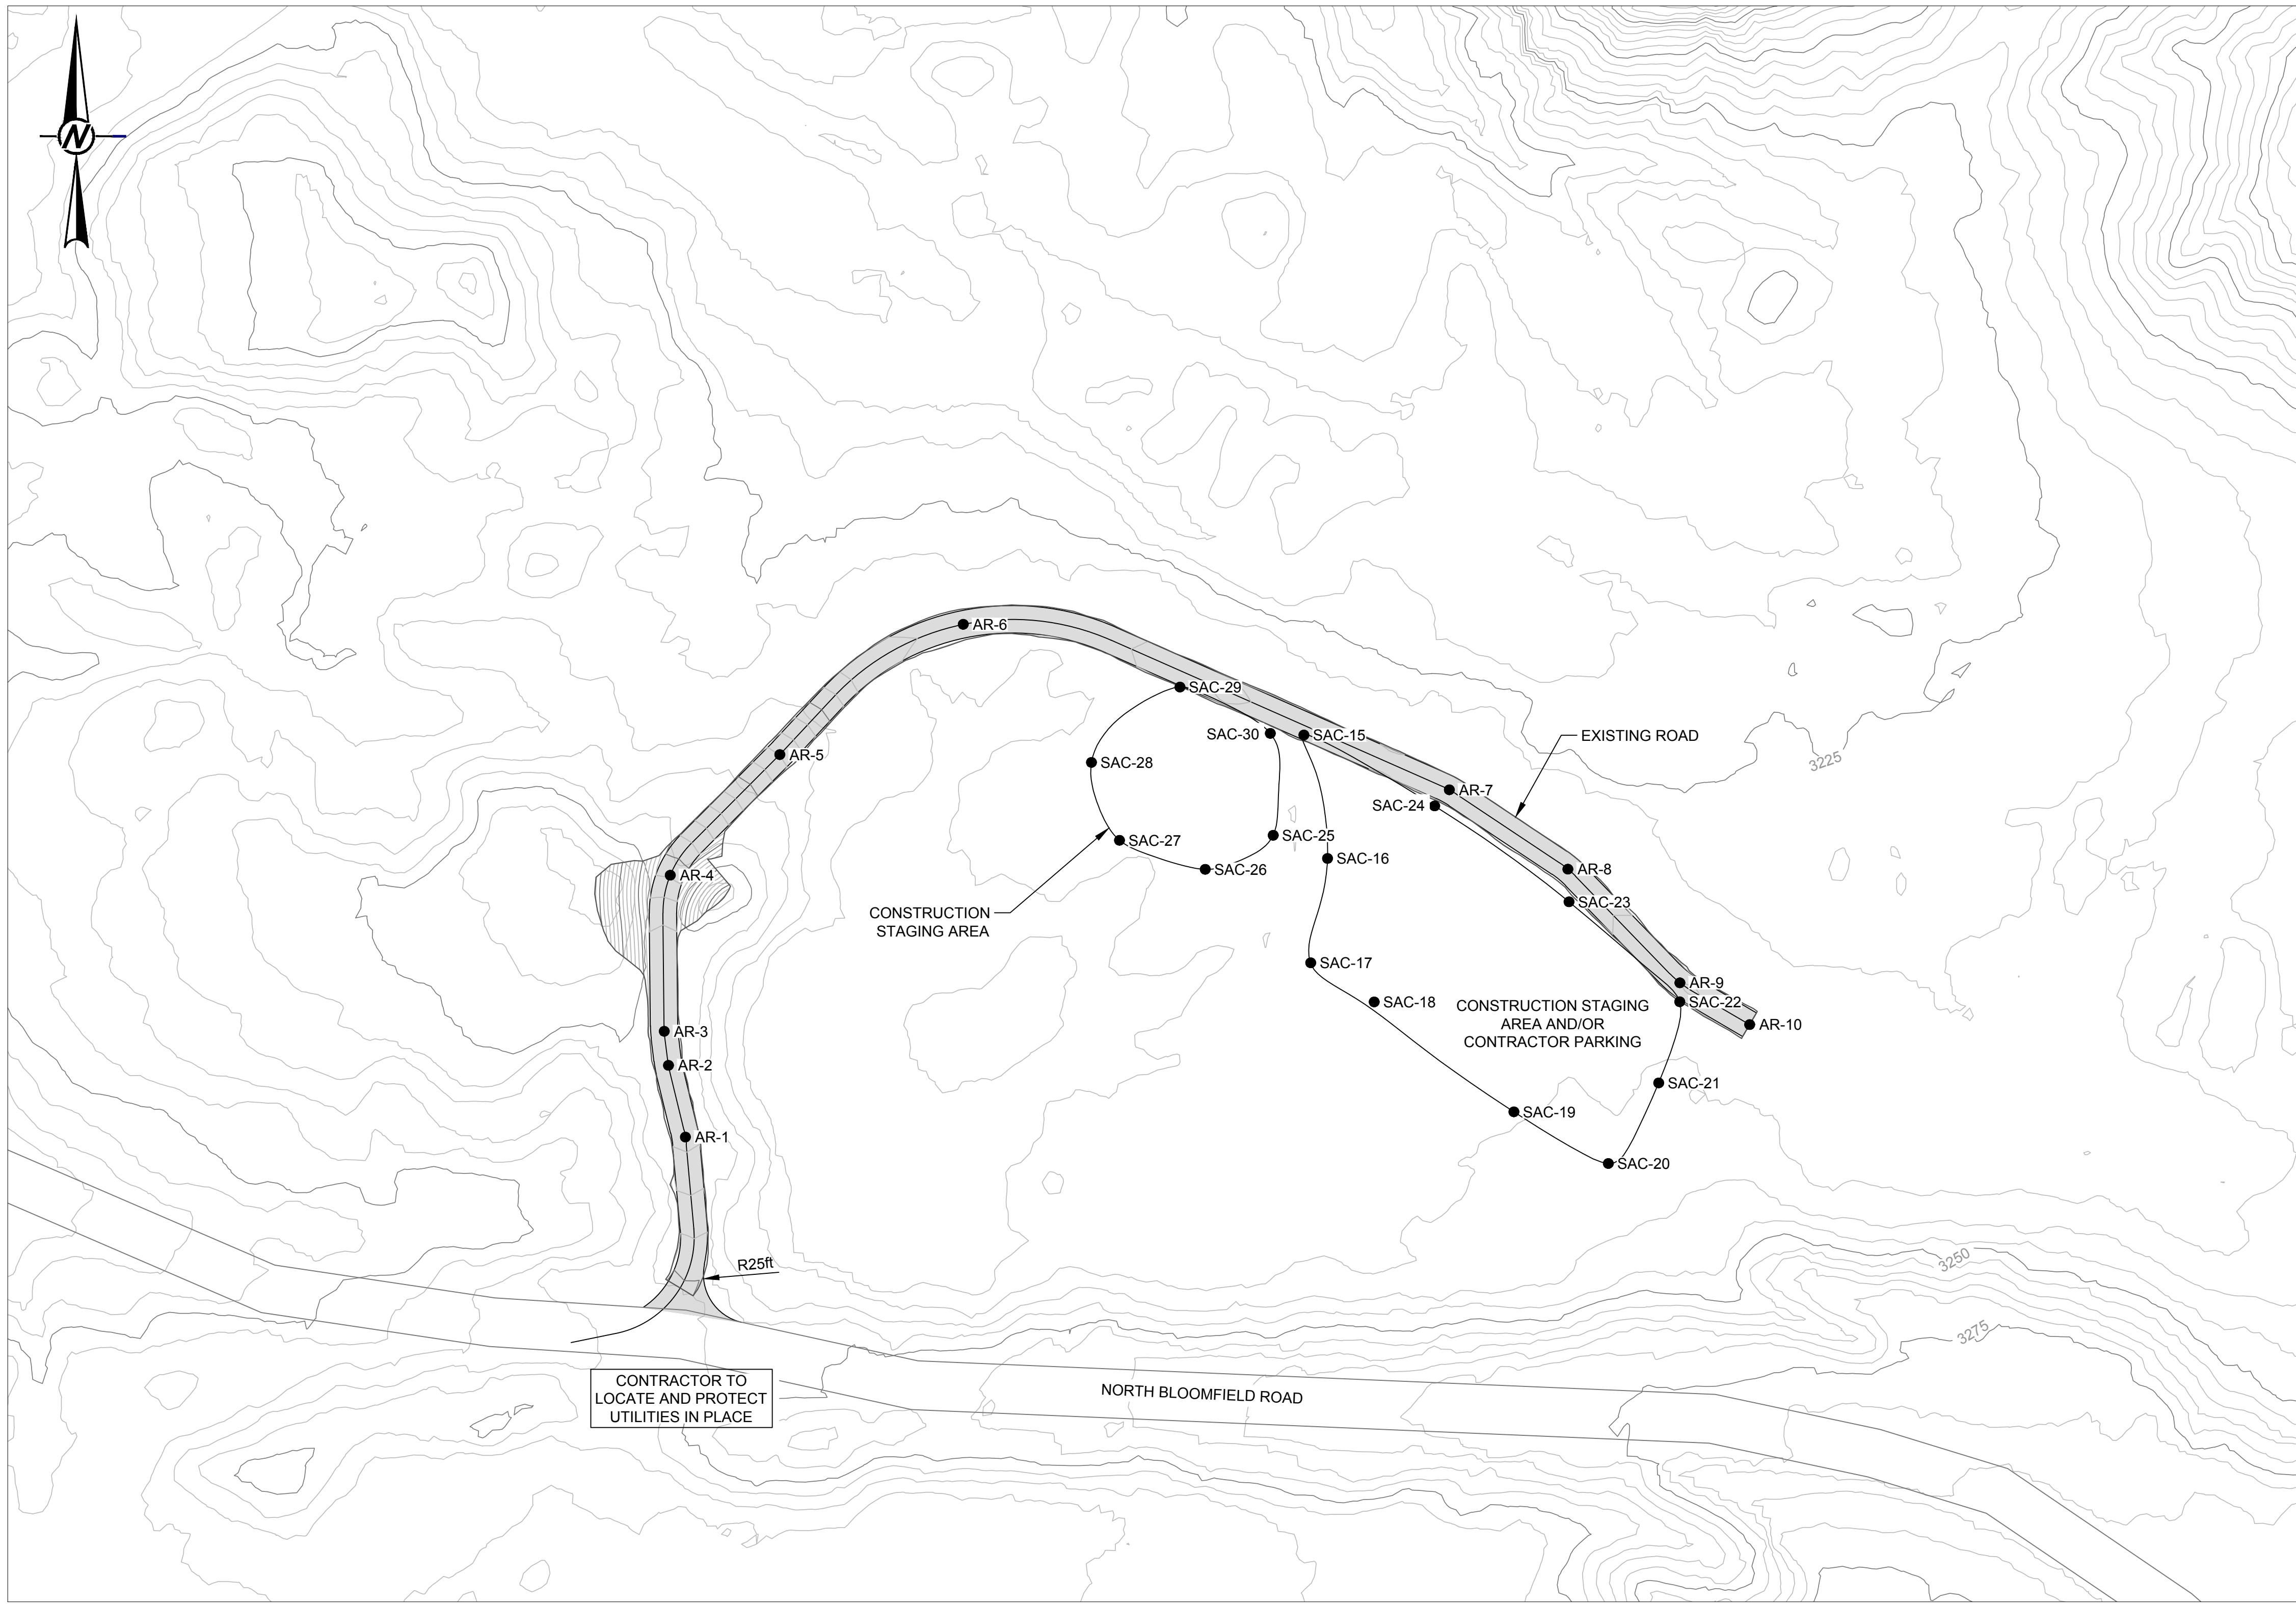 N
AR-6
SAC-29
SAC-30
SAC-15
EXISTING ROAD
AR-5
SAC-28
3225
AR-7
SAC-24
SAC-27
SAC-25
SAC-26
SAC-16
AR-8
AR-4
SAC-23
CONSTRUCTION
STAGING AREA
SAC-17
AR-9
SAC-18
SAC-22
CONSTRUCTION STAGING
AREA AND/OR
CONTRACTOR PARKING
AR-10
AR-3
AR-2
SAC-21
SAC-19
AR-1
SAC-20
R25ft
3250
3275
CONTRACTOR TO
LOCATE AND PROTECT
UTILITIES IN PLACE
NORTH BLOOMFIELD ROAD